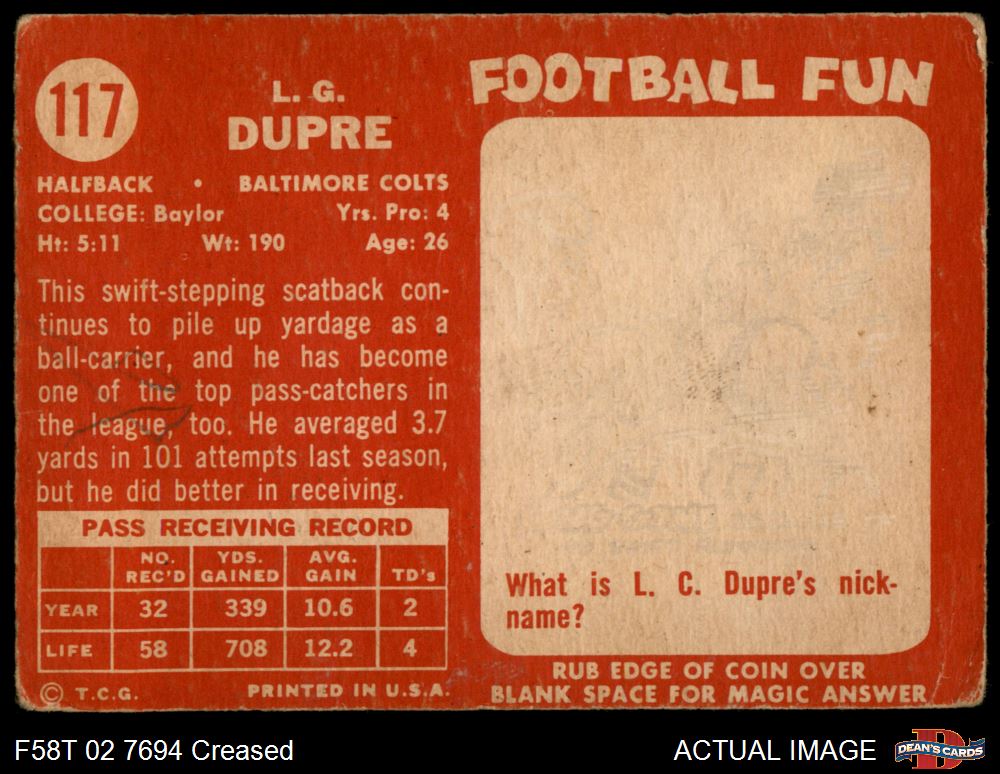 117
L. G.
DUPRE
HALFBACK • BALTIMORE COLTS
COLLEGE: Baylor Yrs. Pro: 4
Ht: 5:11 Wt: 190 Age: 26
This swift-stepping scatback con-
tinues to pile up yardage as a
ball-carrier, and he has become
one of the top pass-catchers in
the league, too. He averaged 3.7
yards in 101 attempts last season,
but he did better in receiving.
PASS RECEIVING RECORD
NO. REC'D YDS. GAINED AVG. GAIN TD's
YEAR 32 339 10.6 2
LIFE 58 708 12.2 4
© T.C.G. PRINTED IN U.S.A.
FOOTBALL FUN
What is L. C. Dupre's nick-
name?
RUB EDGE OF COIN OVER
BLANK SPACE FOR MAGIC ANSWER
F58T 02 7694 Creased
ACTUAL IMAGE
DEAN'S CARDS